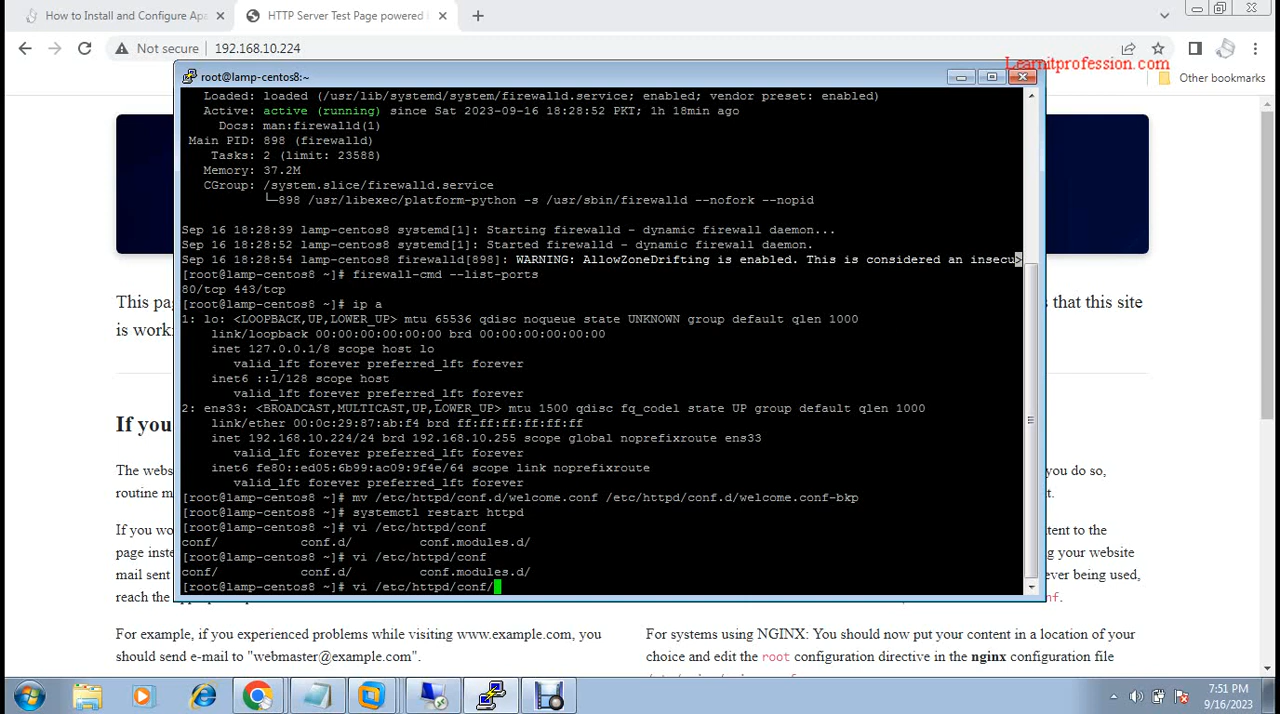 How to Install and Configure Apa
HTTP Server Test Page powered
Not secure
192.168.10.224
Learnitprofession.com
Other bookmarks
root@lamp-centos8:~
Loaded: loaded (/usr/lib/systemd/system/firewalld.service; enabled; vendor preset: enabled)
Active: active (running) since Sat 2023-09-16 18:28:52 PKT; 1h 18min ago
Docs: man:firewalld(1)
Main PID: 898 (firewalld)
Tasks: 2 (limit: 23588)
Memory: 37.2M
CGroup: /system.slice/firewalld.service
└─898 /usr/libexec/platform-python -s /usr/sbin/firewalld --nofork --nopid
Sep 16 18:28:39 lamp-centos8 systemd[1]: Starting firewalld - dynamic firewall daemon...
Sep 16 18:28:52 lamp-centos8 systemd[1]: Started firewalld - dynamic firewall daemon.
Sep 16 18:28:54 lamp-centos8 firewalld[898]: WARNING: AllowZoneDrifting is enabled. This is considered an insecu>
[root@lamp-centos8 ~]# firewall-cmd --list-ports
80/tcp 443/tcp
[root@lamp-centos8 ~]# ip a
1: lo: <LOOPBACK,UP,LOWER_UP> mtu 65536 qdisc noqueue state UNKNOWN group default qlen 1000
link/loopback 00:00:00:00:00:00 brd 00:00:00:00:00:00
inet 127.0.0.1/8 scope host lo
valid_lft forever preferred_lft forever
inet6 ::1/128 scope host
valid_lft forever preferred_lft forever
2: ens33: <BROADCAST,MULTICAST,UP,LOWER_UP> mtu 1500 qdisc fq_codel state UP group default qlen 1000
link/ether 00:0c:29:87:ab:f4 brd ff:ff:ff:ff:ff:ff
inet 192.168.10.224/24 brd 192.168.10.255 scope global noprefixroute ens33
valid_lft forever preferred_lft forever
inet6 fe80::ed05:6b99:ac09:9f4e/64 scope link noprefixroute
valid_lft forever preferred_lft forever
[root@lamp-centos8 ~]# mv /etc/httpd/conf.d/welcome.conf /etc/httpd/conf.d/welcome.conf-bkp
[root@lamp-centos8 ~]# systemctl restart httpd
[root@lamp-centos8 ~]# vi /etc/httpd/conf
conf/ conf.d/ conf.modules.d/
[root@lamp-centos8 ~]# vi /etc/httpd/conf
conf/ conf.d/ conf.modules.d/
[root@lamp-centos8 ~]# vi /etc/httpd/conf/
This pag
s that this site
is worki
If you
The webs
routine m
If you wo
page inste
mail sent
reach the
For example, if you experienced problems while visiting www.example.com, you
should send e-mail to "webmaster@example.com".
you do so,
t.
ontent to the
ng your website
ever being used,
nf.
For systems using NGINX: You should now put your content in a location of your
choice and edit the root configuration directive in the nginx configuration file
7:51 PM
9/16/2023